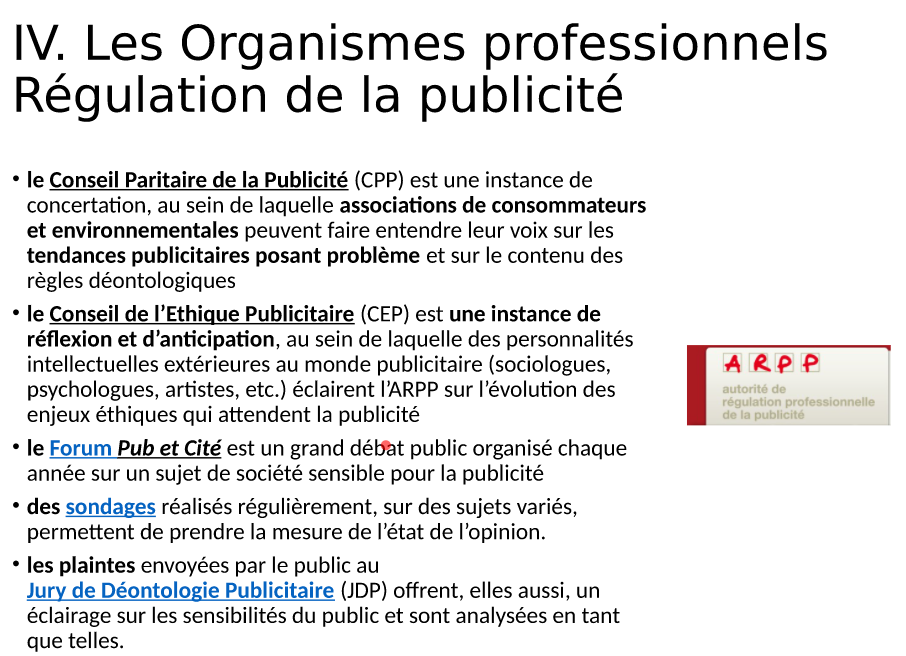 IV. Les Organismes professionnels
Régulation de la publicité
• le Conseil Paritaire de la Publicité (CPP) est une instance de
concertation, au sein de laquelle associations de consommateurs
et environnementales peuvent faire entendre leur voix sur les
tendances publicitaires posant problème et sur le contenu des
règles déontologiques
• le Conseil de l’Ethique Publicitaire (CEP) est une instance de
réflexion et d’anticipation, au sein de laquelle des personnalités
intellectuelles extérieures au monde publicitaire (sociologues,
psychologues, artistes, etc.) éclairent l’ARPP sur l’évolution des
enjeux éthiques qui attendent la publicité
• le Forum Pub et Cité est un grand débat public organisé chaque
année sur un sujet de société sensible pour la publicité
• des sondages réalisés régulièrement, sur des sujets variés,
permettent de prendre la mesure de l’état de l’opinion.
• les plaintes envoyées par le public au
Jury de Déontologie Publicitaire (JDP) offrent, elles aussi, un
éclairage sur les sensibilités du public et sont analysées en tant
que telles.
ARPP
autorité de
régulation professionnelle
de la publicité